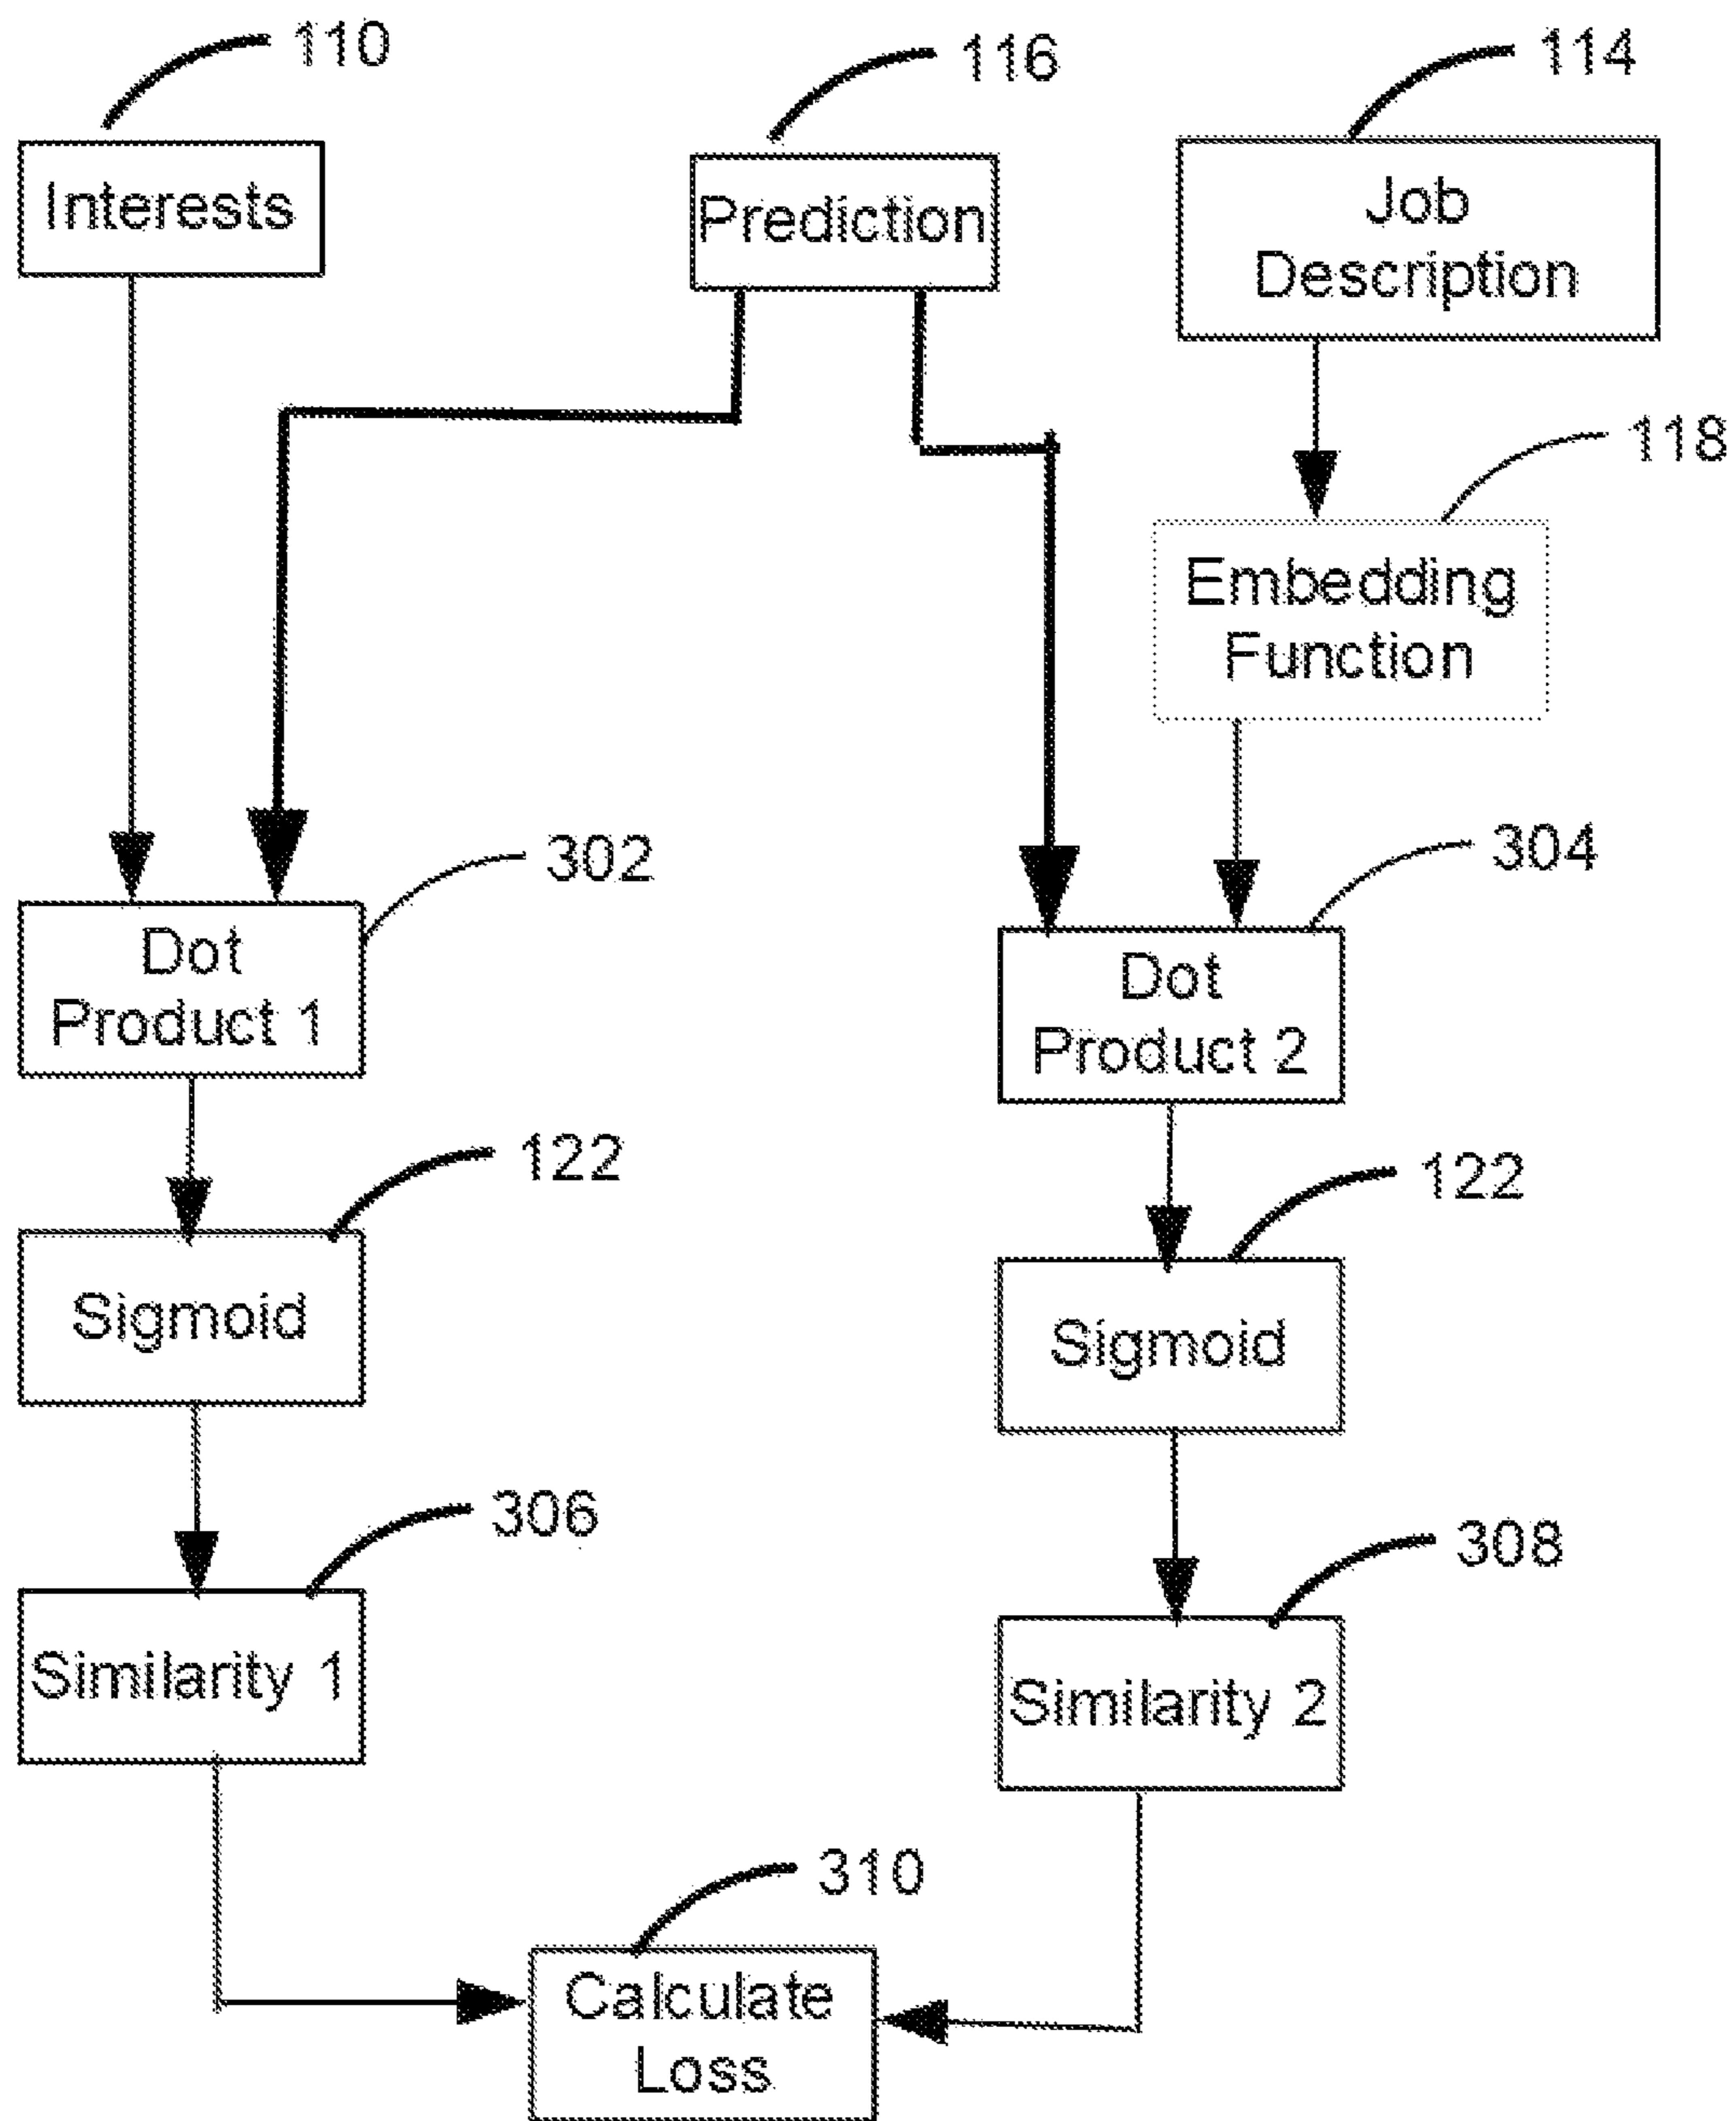 110
116
114
Interests
Prediction
Job
Description
118
Embedding
Function
302
304
Dot
Product 1
Dot
Product 2
122
122
Sigmoid
Sigmoid
306
308
Similarity 1
Similarity 2
310
Calculate
Loss